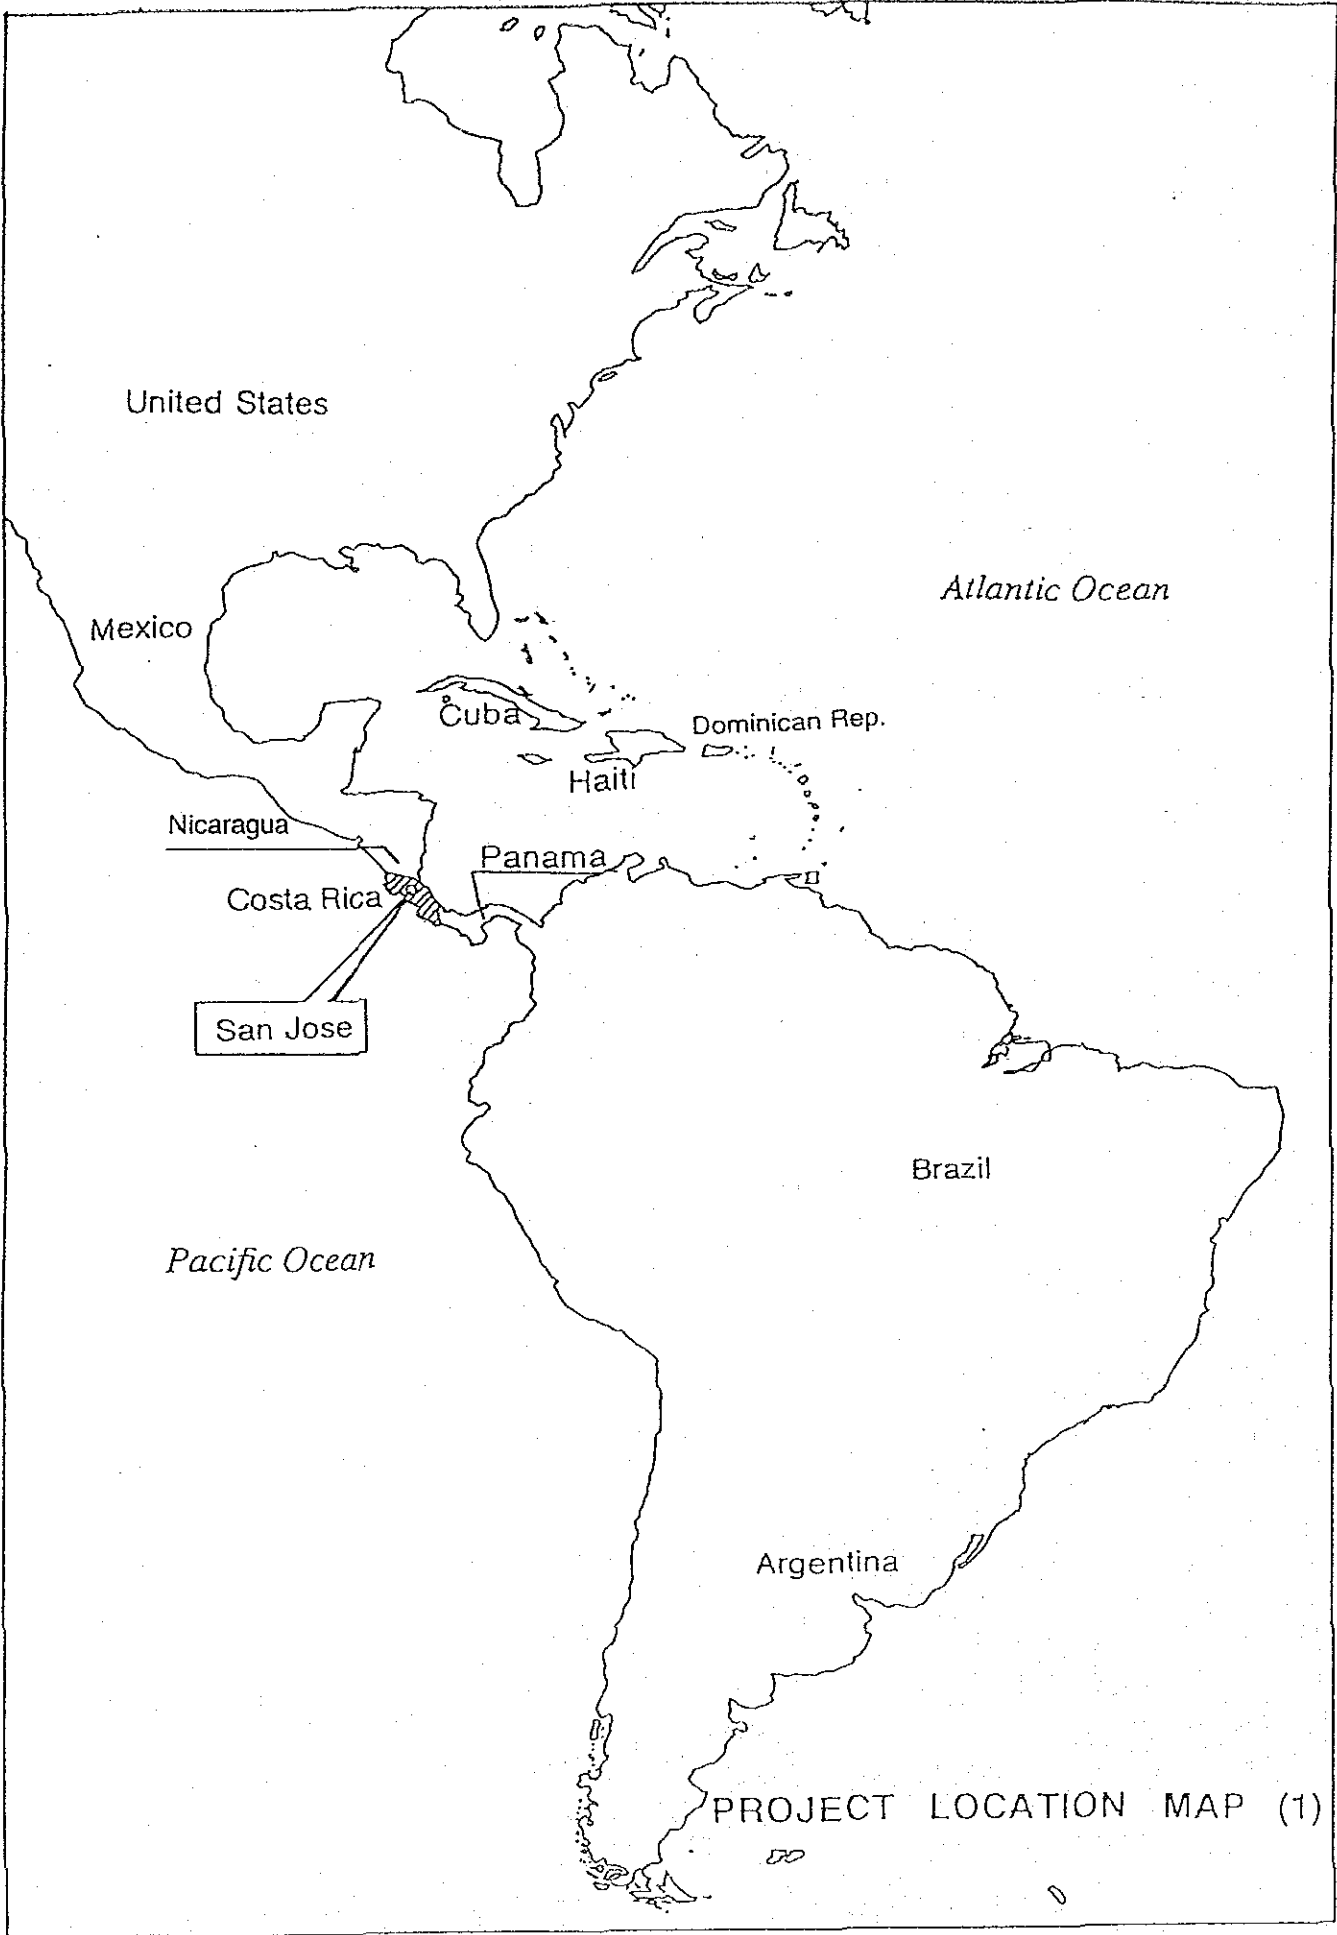 United States
Atlantic Ocean
Mexico
Cuba
Dominican Rep.
Haiti
Nicaragua
Panama
Costa Rica
San Jose
Brazil
Pacific Ocean
Argentina
PROJECT LOCATION MAP (1)